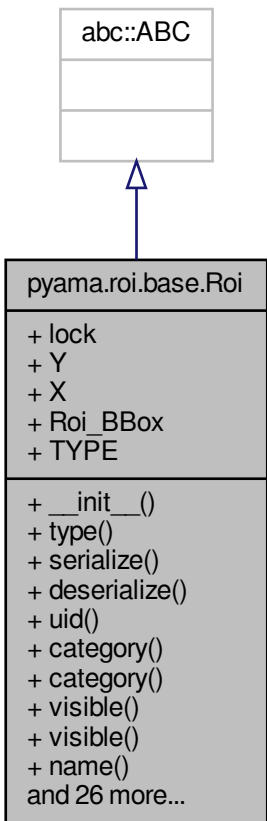 abc::ABC
pyama.roi.base.Roi
+ lock
+ Y
+ X
+ Roi_BBox
+ TYPE
+ __init__()
+ type()
+ serialize()
+ deserialize()
+ uid()
+ category()
+ category()
+ visible()
+ visible()
+ name()
and 26 more...